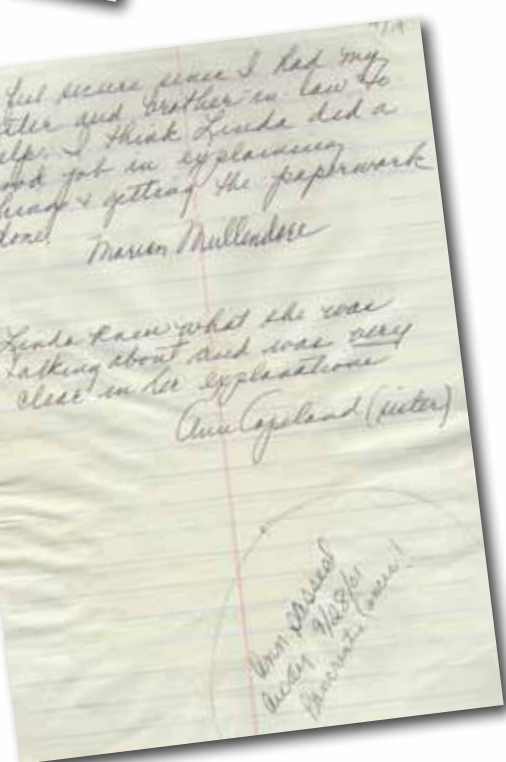 feel secure since I had my
sister and brother in law to
help. I think Linda did a
good job in explaining
things & getting the paperwork
done.
Marian Mullendore
Linda knew what she was
talking about and was very
clear in her explanations
Ann Copeland (sister)
Ann passed
away 9/28/01
Pancreatic Cancer!